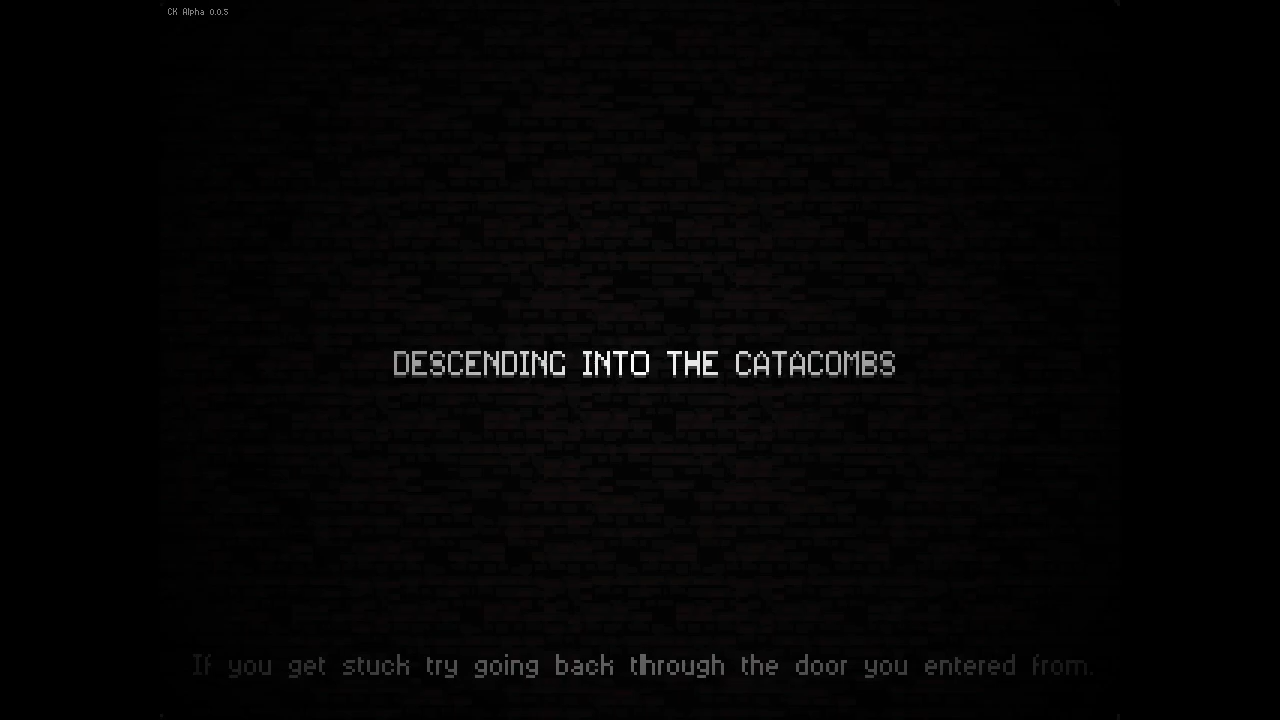 CK Alpha 0.0.5
DESCENDING INTO THE CATACOMBS
If you get stuck try going back through the door you entered from.